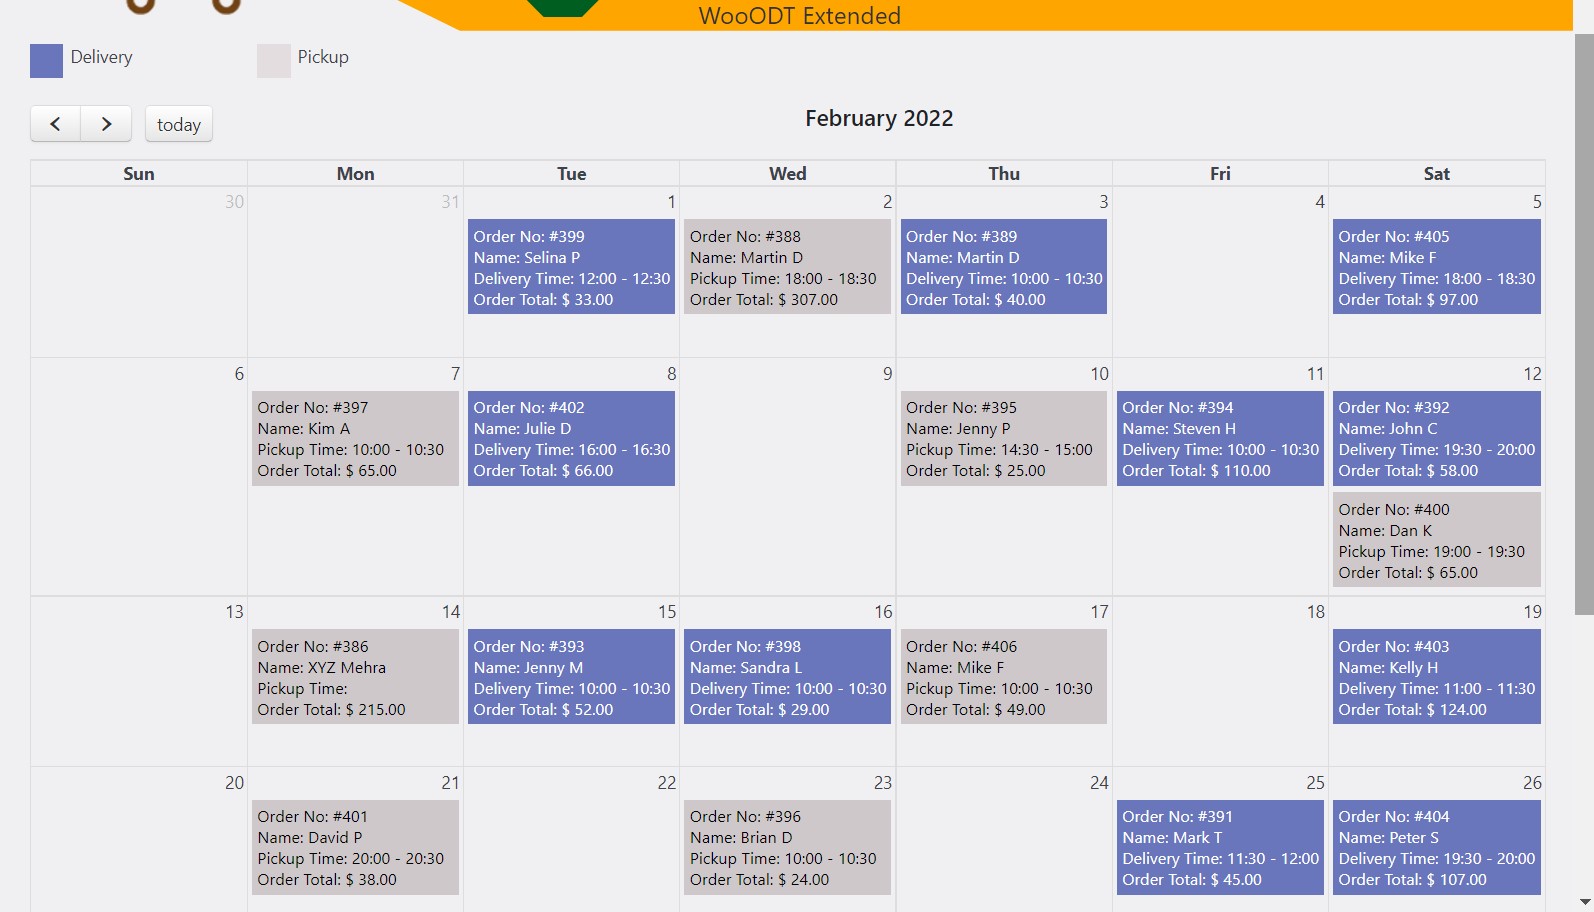 WooODT Extended
Delivery
Pickup
today
February 2022
Sun Mon Tue Wed Thu Fri Sat
30 31 1 2 3 4 5
Order No: #399
Name: Selina P
Delivery Time: 12:00 - 12:30
Order Total: $ 33.00
Order No: #388
Name: Martin D
Pickup Time: 18:00 - 18:30
Order Total: $ 307.00
Order No: #389
Name: Martin D
Delivery Time: 10:00 - 10:30
Order Total: $ 40.00
Order No: #405
Name: Mike F
Delivery Time: 18:00 - 18:30
Order Total: $ 97.00
6 7 8 9 10 11 12
Order No: #397
Name: Kim A
Pickup Time: 10:00 - 10:30
Order Total: $ 65.00
Order No: #402
Name: Julie D
Delivery Time: 16:00 - 16:30
Order Total: $ 66.00
Order No: #395
Name: Jenny P
Pickup Time: 14:30 - 15:00
Order Total: $ 25.00
Order No: #394
Name: Steven H
Delivery Time: 10:00 - 10:30
Order Total: $ 110.00
Order No: #392
Name: John C
Delivery Time: 19:30 - 20:00
Order Total: $ 58.00
Order No: #400
Name: Dan K
Pickup Time: 19:00 - 19:30
Order Total: $ 65.00
13 14 15 16 17 18 19
Order No: #386
Name: XYZ Mehra
Pickup Time:
Order Total: $ 215.00
Order No: #393
Name: Jenny M
Delivery Time: 10:00 - 10:30
Order Total: $ 52.00
Order No: #398
Name: Sandra L
Delivery Time: 10:00 - 10:30
Order Total: $ 29.00
Order No: #406
Name: Mike F
Pickup Time: 10:00 - 10:30
Order Total: $ 49.00
Order No: #403
Name: Kelly H
Delivery Time: 11:00 - 11:30
Order Total: $ 124.00
20 21 22 23 24 25 26
Order No: #401
Name: David P
Pickup Time: 20:00 - 20:30
Order Total: $ 38.00
Order No: #396
Name: Brian D
Pickup Time: 10:00 - 10:30
Order Total: $ 24.00
Order No: #391
Name: Mark T
Delivery Time: 11:30 - 12:00
Order Total: $ 45.00
Order No: #404
Name: Peter S
Delivery Time: 19:30 - 20:00
Order Total: $ 107.00